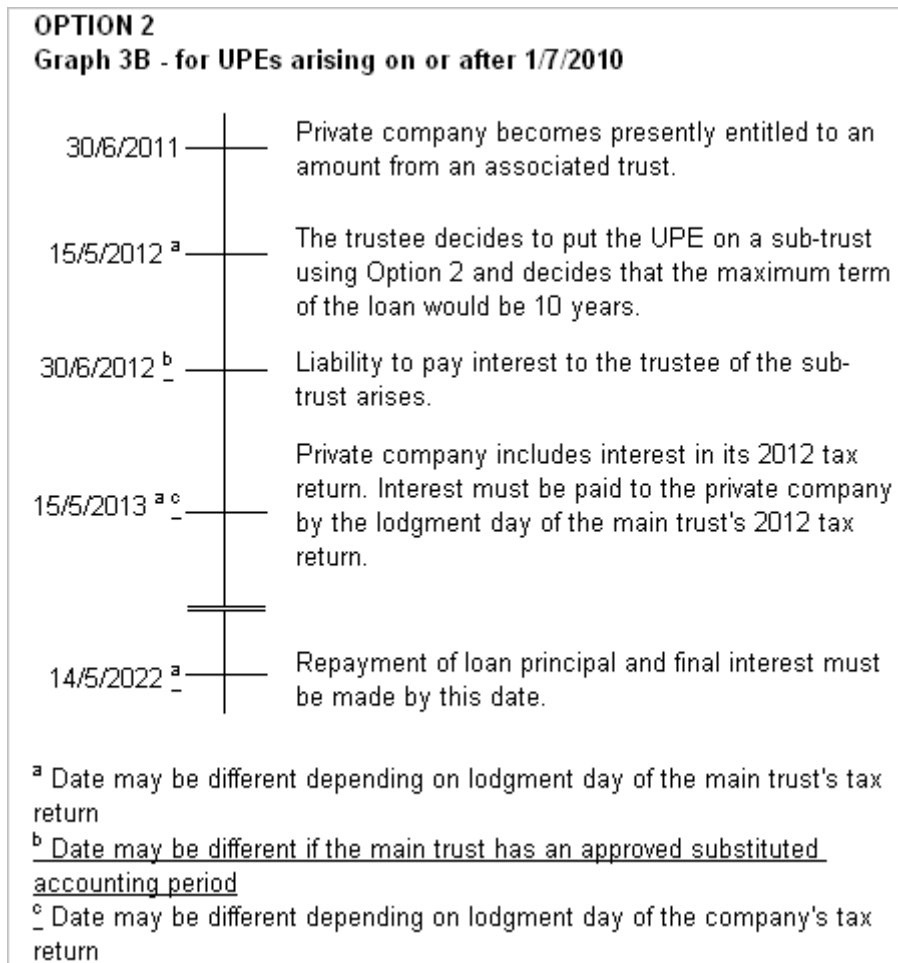 OPTION 2
Graph 3B - for UPEs arising on or after 1/7/2010
30/6/2011
Private company becomes presently entitled to an
amount from an associated trust.
15/5/2012 a
The trustee decides to put the UPE on a sub-trust
using Option 2 and decides that the maximum term
of the loan would be 10 years.
30/6/2012 b
Liability to pay interest to the trustee of the sub-
trust arises.
15/5/2013 a c
Private company includes interest in its 2012 tax
return. Interest must be paid to the private company
by the lodgment day of the main trust's 2012 tax
return.
14/5/2022 a
Repayment of loan principal and final interest must
be made by this date.
a Date may be different depending on lodgment day of the main trust's tax
return
b Date may be different if the main trust has an approved substituted
accounting period
c Date may be different depending on lodgment day of the company's tax
return